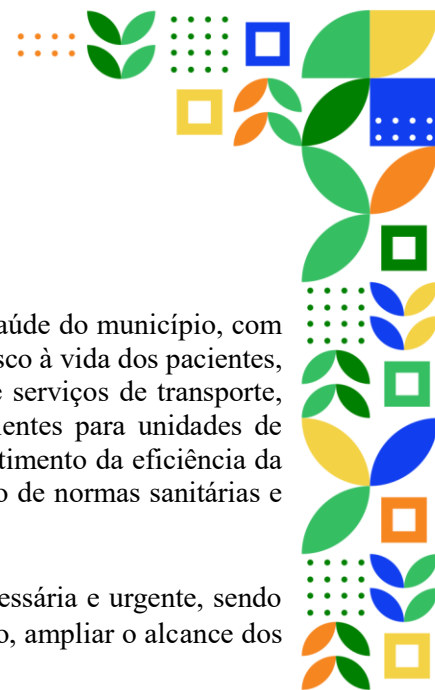 aúde do município, com
sco à vida dos pacientes,
e serviços de transporte,
ientes para unidades de
timento da eficiência da
o de normas sanitárias e
essária e urgente, sendo
o, ampliar o alcance dos